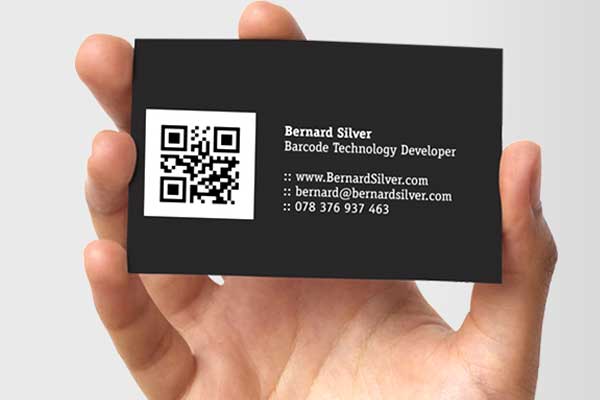 Bernard Silver
Barcode Technology Developer
:: www.BernardSilver.com
:: bernard@bernardsilver.com
:: 078 376 937 463